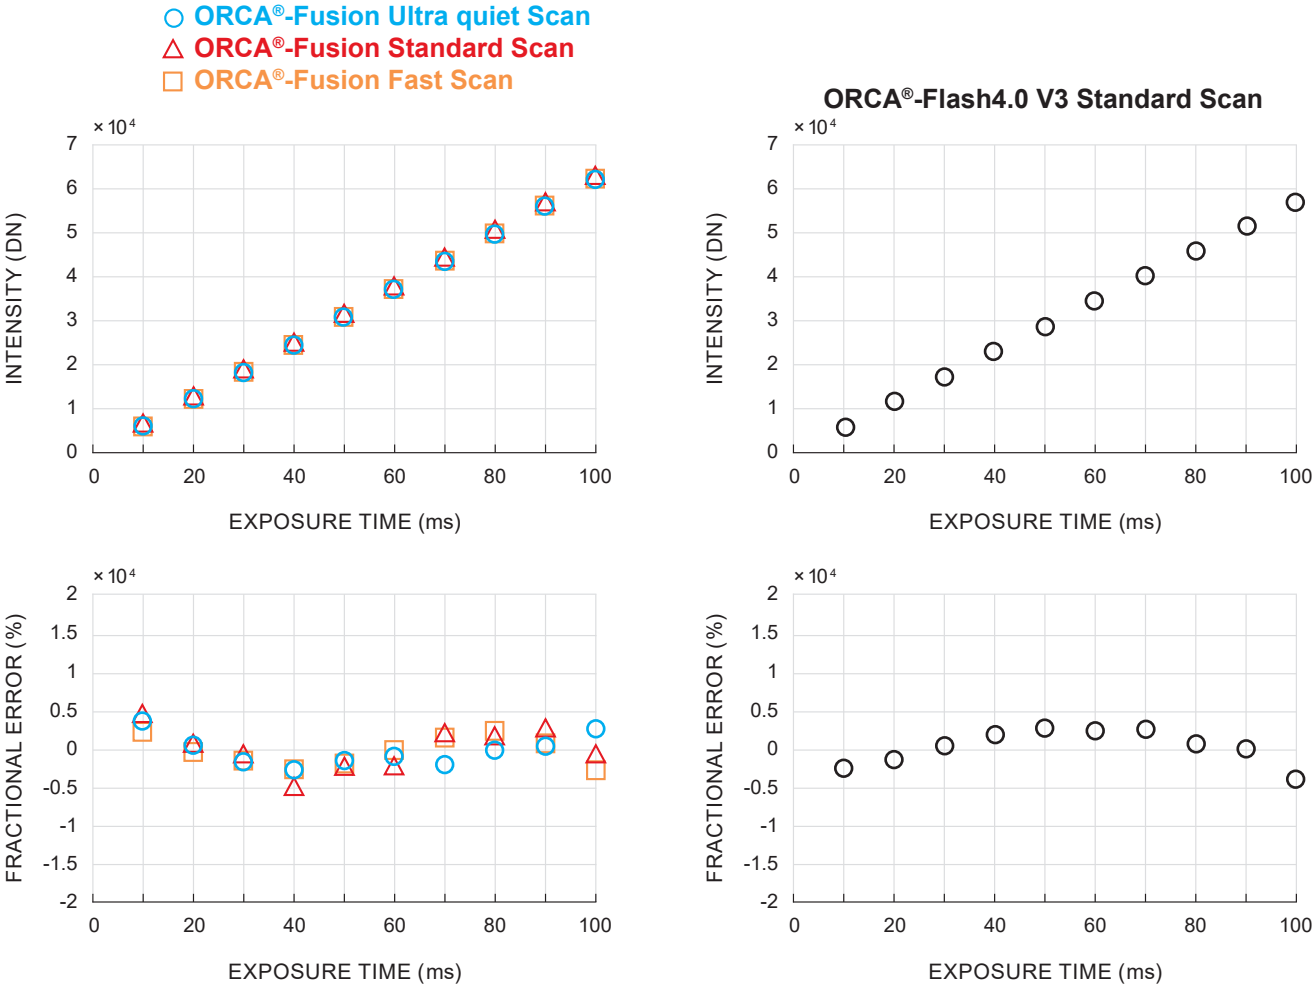 ORCA®-Fusion Ultra quiet Scan
ORCA®-Fusion Standard Scan
ORCA®-Fusion Fast Scan
× 10⁴
7
6
5
4
3
2
1
0
INTENSITY (DN)
0 20 40 60 80 100
EXPOSURE TIME (ms)
ORCA®-Flash4.0 V3 Standard Scan
× 10⁴
7
6
5
4
3
2
1
0
INTENSITY (DN)
0 20 40 60 80 100
EXPOSURE TIME (ms)
× 10⁴
2
1.5
1
0.5
0
-0.5
-1
-1.5
-2
FRACTIONAL ERROR (%)
0 20 40 60 80 100
EXPOSURE TIME (ms)
× 10⁴
2
1.5
1
0.5
0
-0.5
-1
-1.5
-2
FRACTIONAL ERROR (%)
0 20 40 60 80 100
EXPOSURE TIME (ms)